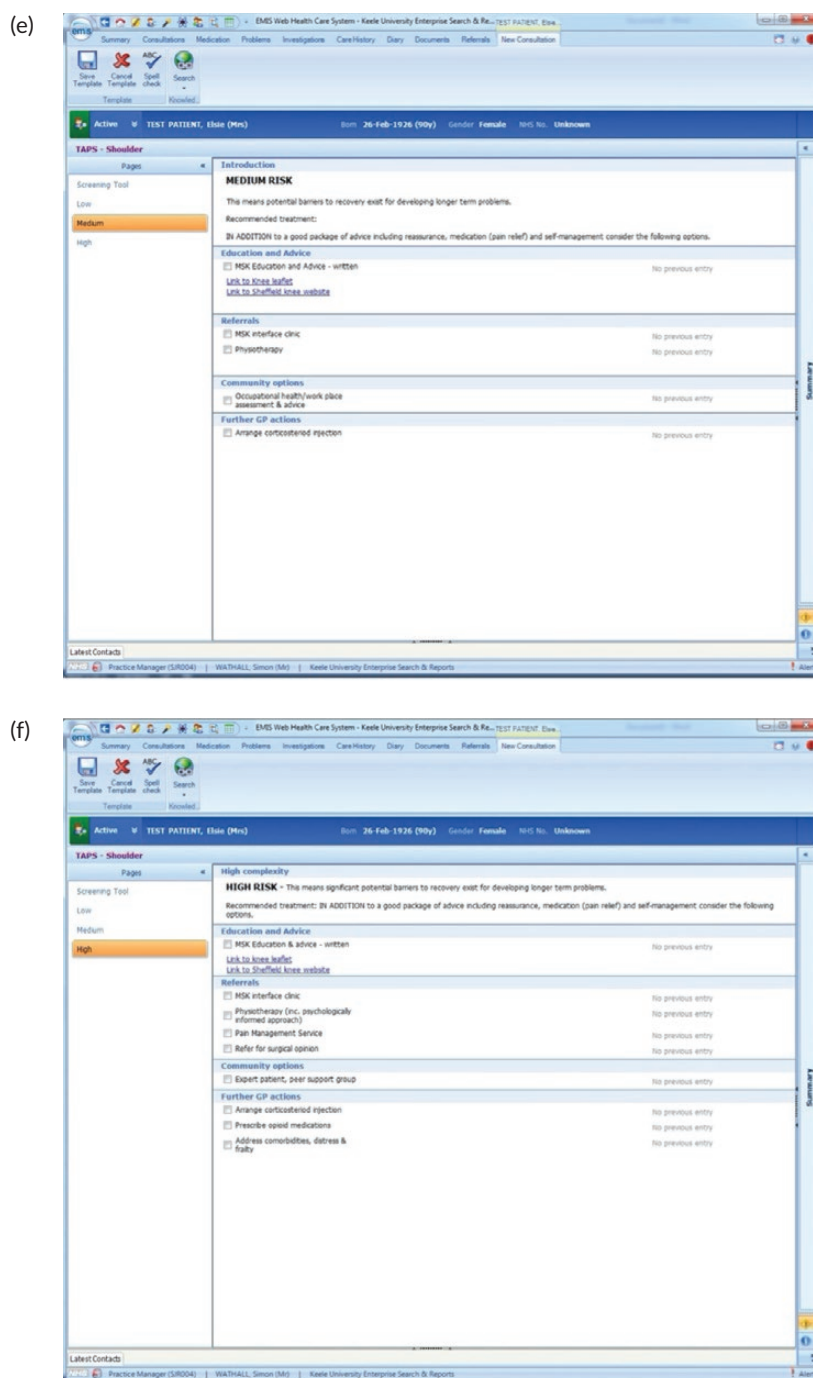 (e)
EMIS Web Health Care System - Keele University Enterprise Search & Re... TEST PATIENT, Elsie...
emis
Summary Consultations Medication Problems Investigations Care History Diary Documents Referrals New Consultation
Save Template Cancel Template Spell check Search
Template Knowled...
Active TEST PATIENT, Elsie (Mrs) Born 26-Feb-1926 (90y) Gender Female NHS No. Unknown
TAPS - Shoulder
Pages
Screening Tool
Low
Medium
High
Introduction
MEDIUM RISK
This means potential barriers to recovery exist for developing longer term problems.
Recommended treatment:
IN ADDITION to a good package of advice including reassurance, medication (pain relief) and self-management consider the following options.
Education and Advice
MSK Education and Advice - written No previous entry
Link to Knee leaflet
Link to Sheffield knee website
Referrals
MSK interface clinic No previous entry
Physiotherapy No previous entry
Community options
Occupational health/work place
assessment & advice No previous entry
Further GP actions
Arrange corticosteroid injection No previous entry
Summary
Latest Contacts
Practice Manager (SJR004) | WATHALL, Simon (Mr) | Keele University Enterprise Search & Reports
(f)
EMIS Web Health Care System - Keele University Enterprise Search & Re... TEST PATIENT, Elsie...
emis
Summary Consultations Medication Problems Investigations Care History Diary Documents Referrals New Consultation
Save Template Cancel Template Spell check Search
Template Knowled...
Active TEST PATIENT, Elsie (Mrs) Born 26-Feb-1926 (90y) Gender Female NHS No. Unknown
TAPS - Shoulder
Pages
Screening Tool
Low
Medium
High
High complexity
HIGH RISK - This means significant potential barriers to recovery exist for developing longer term problems.
Recommended treatment: IN ADDITION to a good package of advice including reassurance, medication (pain relief) and self-management consider the following
options.
Education and Advice
MSK Education & advice - written No previous entry
Link to knee leaflet
Link to Sheffield knee website
Referrals
MSK interface clinic No previous entry
Physiotherapy (inc. psychologically
informed approach) No previous entry
Pain Management Service No previous entry
Refer for surgical opinion No previous entry
Community options
Expert patient, peer support group No previous entry
Further GP actions
Arrange corticosteroid injection No previous entry
Prescribe opioid medications No previous entry
Address comorbidities, distress &
frailty No previous entry
Summary
Latest Contacts
Practice Manager (SJR004) | WATHALL, Simon (Mr) | Keele University Enterprise Search & Reports